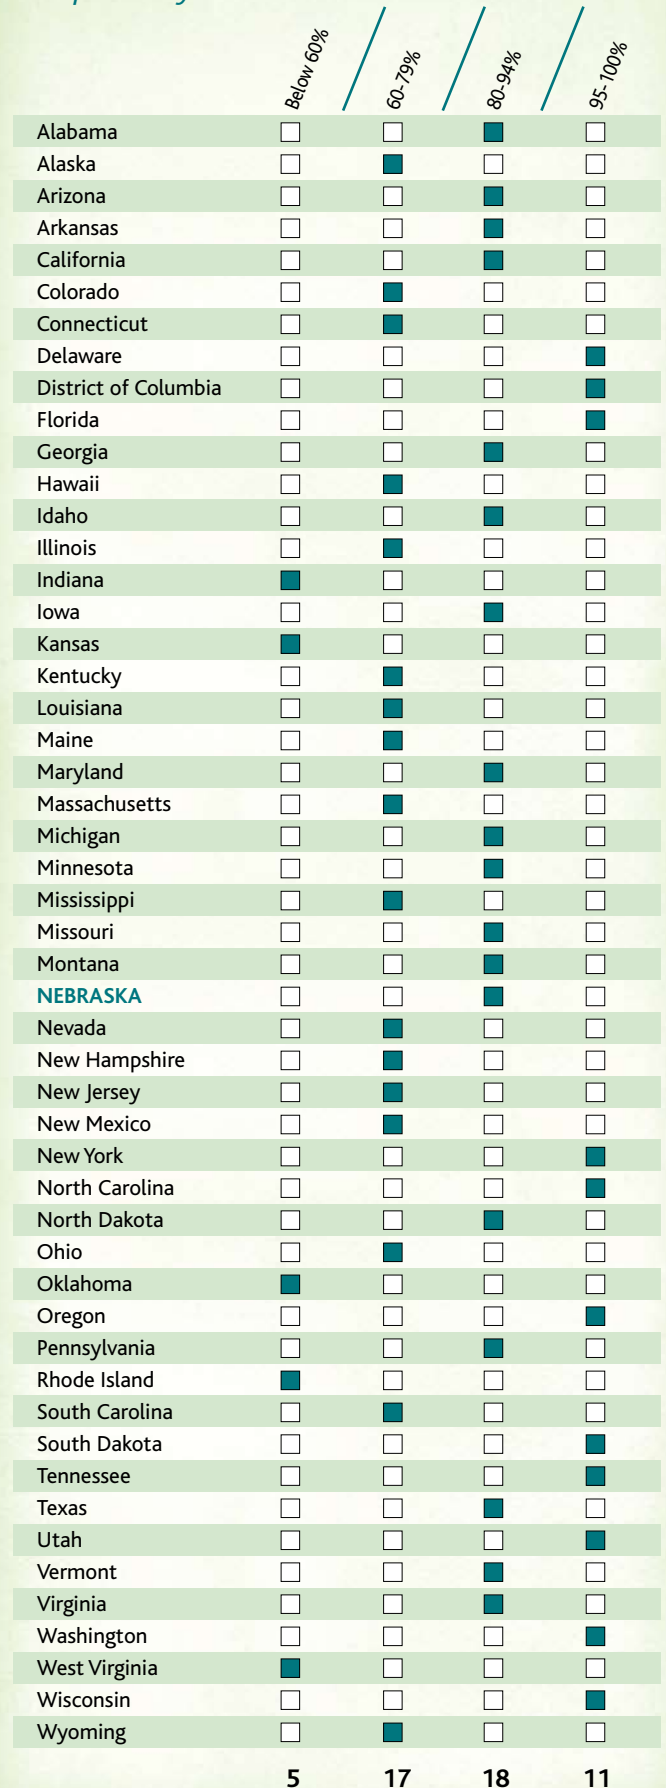 Below 60%
60-79%
80-94%
95-100%
Alabama
Alaska
Arizona
Arkansas
California
Colorado
Connecticut
Delaware
District of Columbia
Florida
Georgia
Hawaii
Idaho
Illinois
Indiana
Iowa
Kansas
Kentucky
Louisiana
Maine
Maryland
Massachusetts
Michigan
Minnesota
Mississippi
Missouri
Montana
NEBRASKA
Nevada
New Hampshire
New Jersey
New Mexico
New York
North Carolina
North Dakota
Ohio
Oklahoma
Oregon
Pennsylvania
Rhode Island
South Carolina
South Dakota
Tennessee
Texas
Utah
Vermont
Virginia
Washington
West Virginia
Wisconsin
Wyoming
5 17 18 11